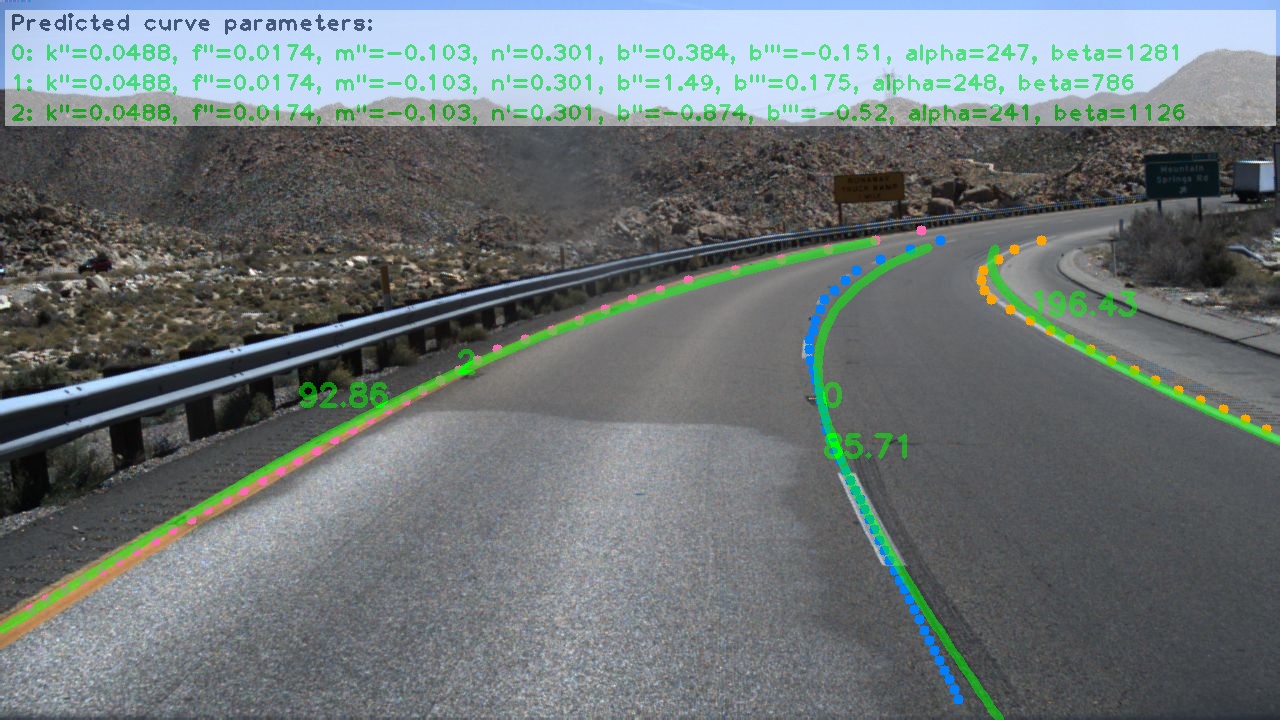 Predicted curve parameters:
0: k''=0.0488, f''=0.0174, m''=-0.103, n'=0.301, b''=0.384, b'''=-0.151, alpha=247, beta=1281
1: k''=0.0488, f''=0.0174, m''=-0.103, n'=0.301, b''=1.49, b'''=0.175, alpha=248, beta=786
2: k''=0.0488, f''=0.0174, m''=-0.103, n'=0.301, b''=-0.874, b'''=-0.52, alpha=241, beta=1126
RUNAWAY
TRUCK RAMP
Mountain
Springs Rd
196.43
2
92.86
0
85.71